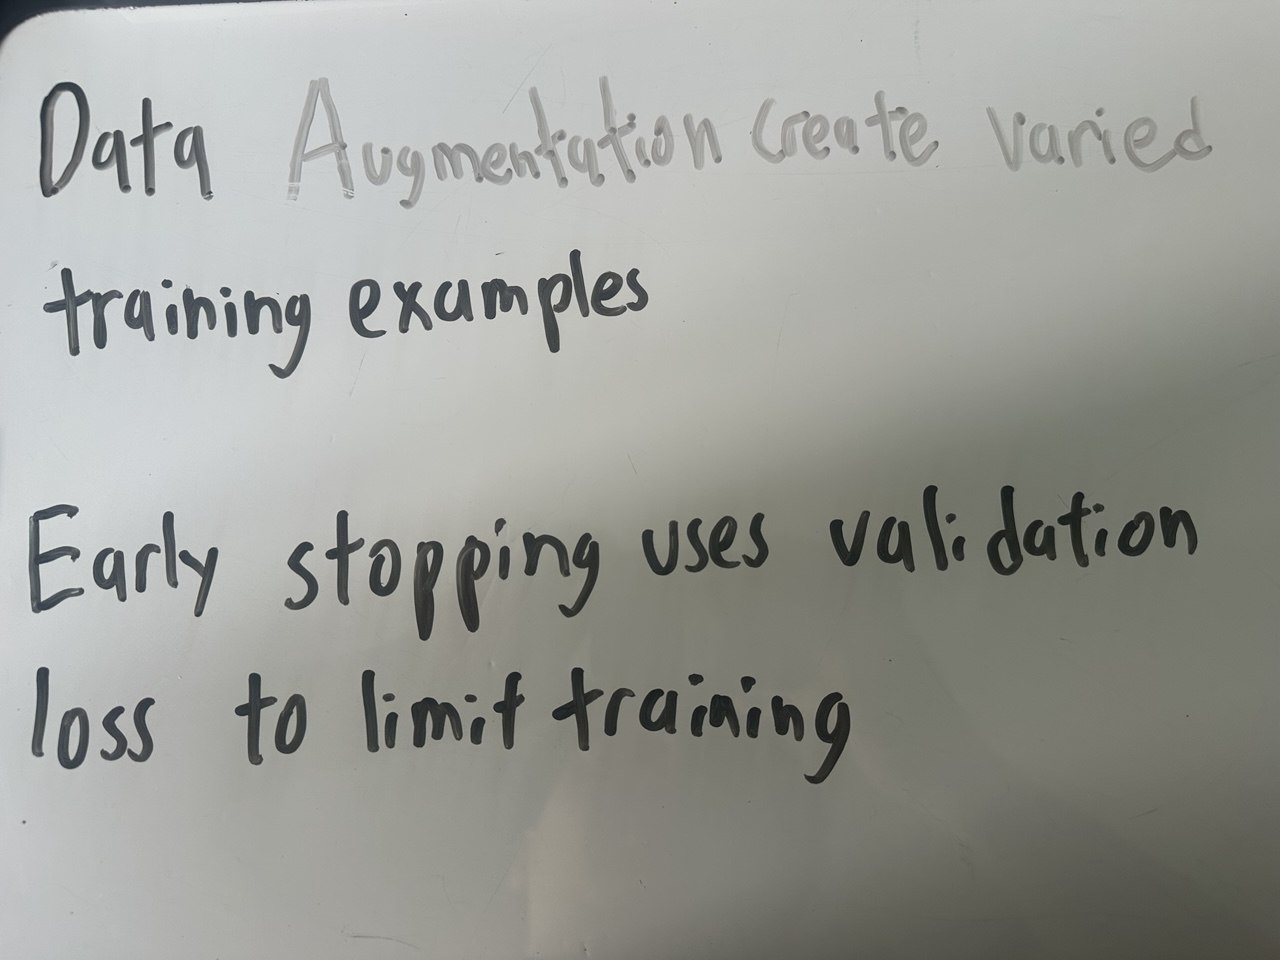 Data Augmentation create varied
training examples
Early stopping uses validation
loss to limit training